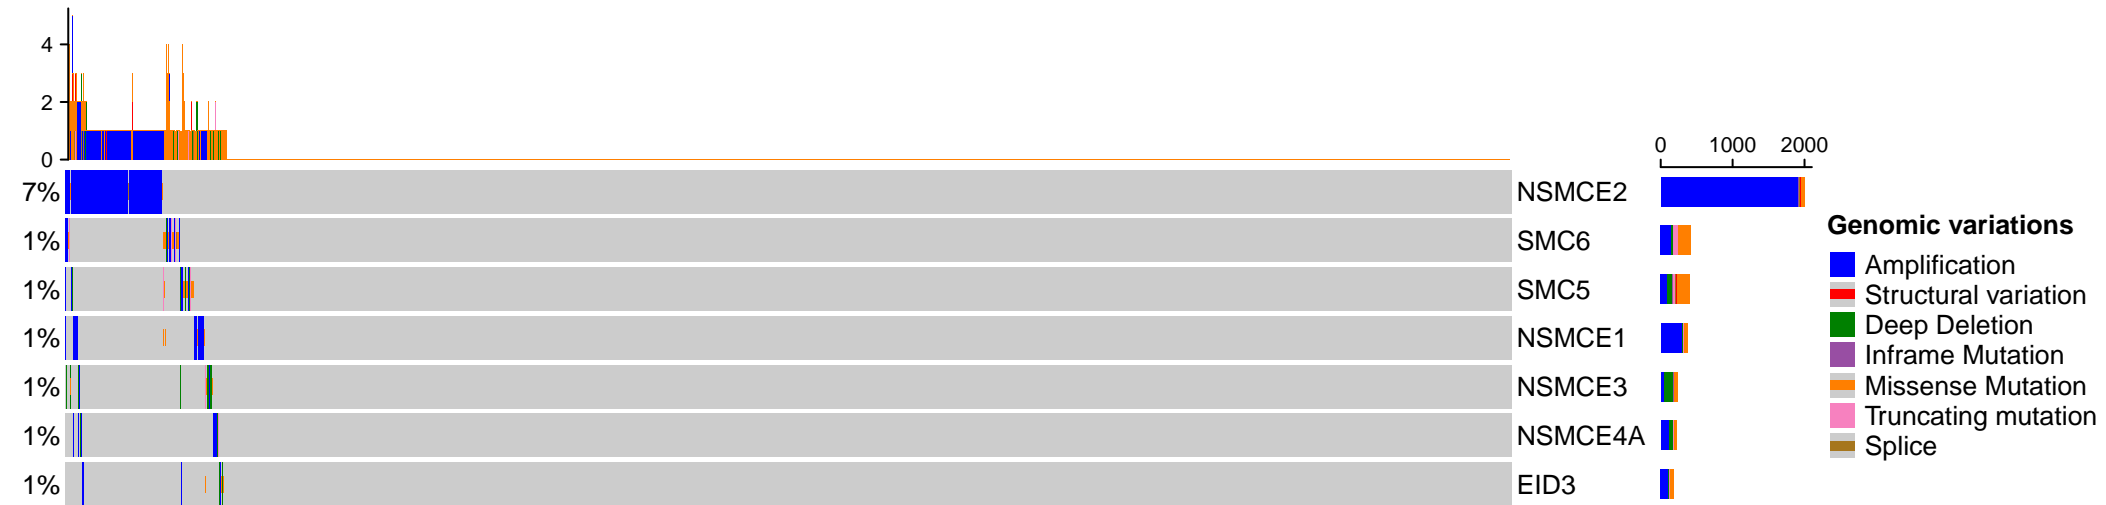 4
2
0
0 1000 2000
7% NSMCE2
1% SMC6
1% SMC5
1% NSMCE1
1% NSMCE3
1% NSMCE4A
1% EID3
Genomic variations
Amplification
Structural variation
Deep Deletion
Inframe Mutation
Missense Mutation
Truncating mutation
Splice